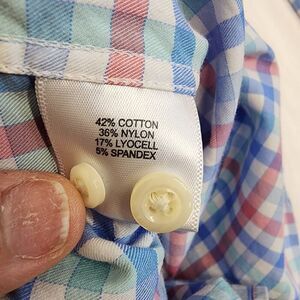 42% COTTON
36% NYLON
17% LYOCELL
5% SPANDEX